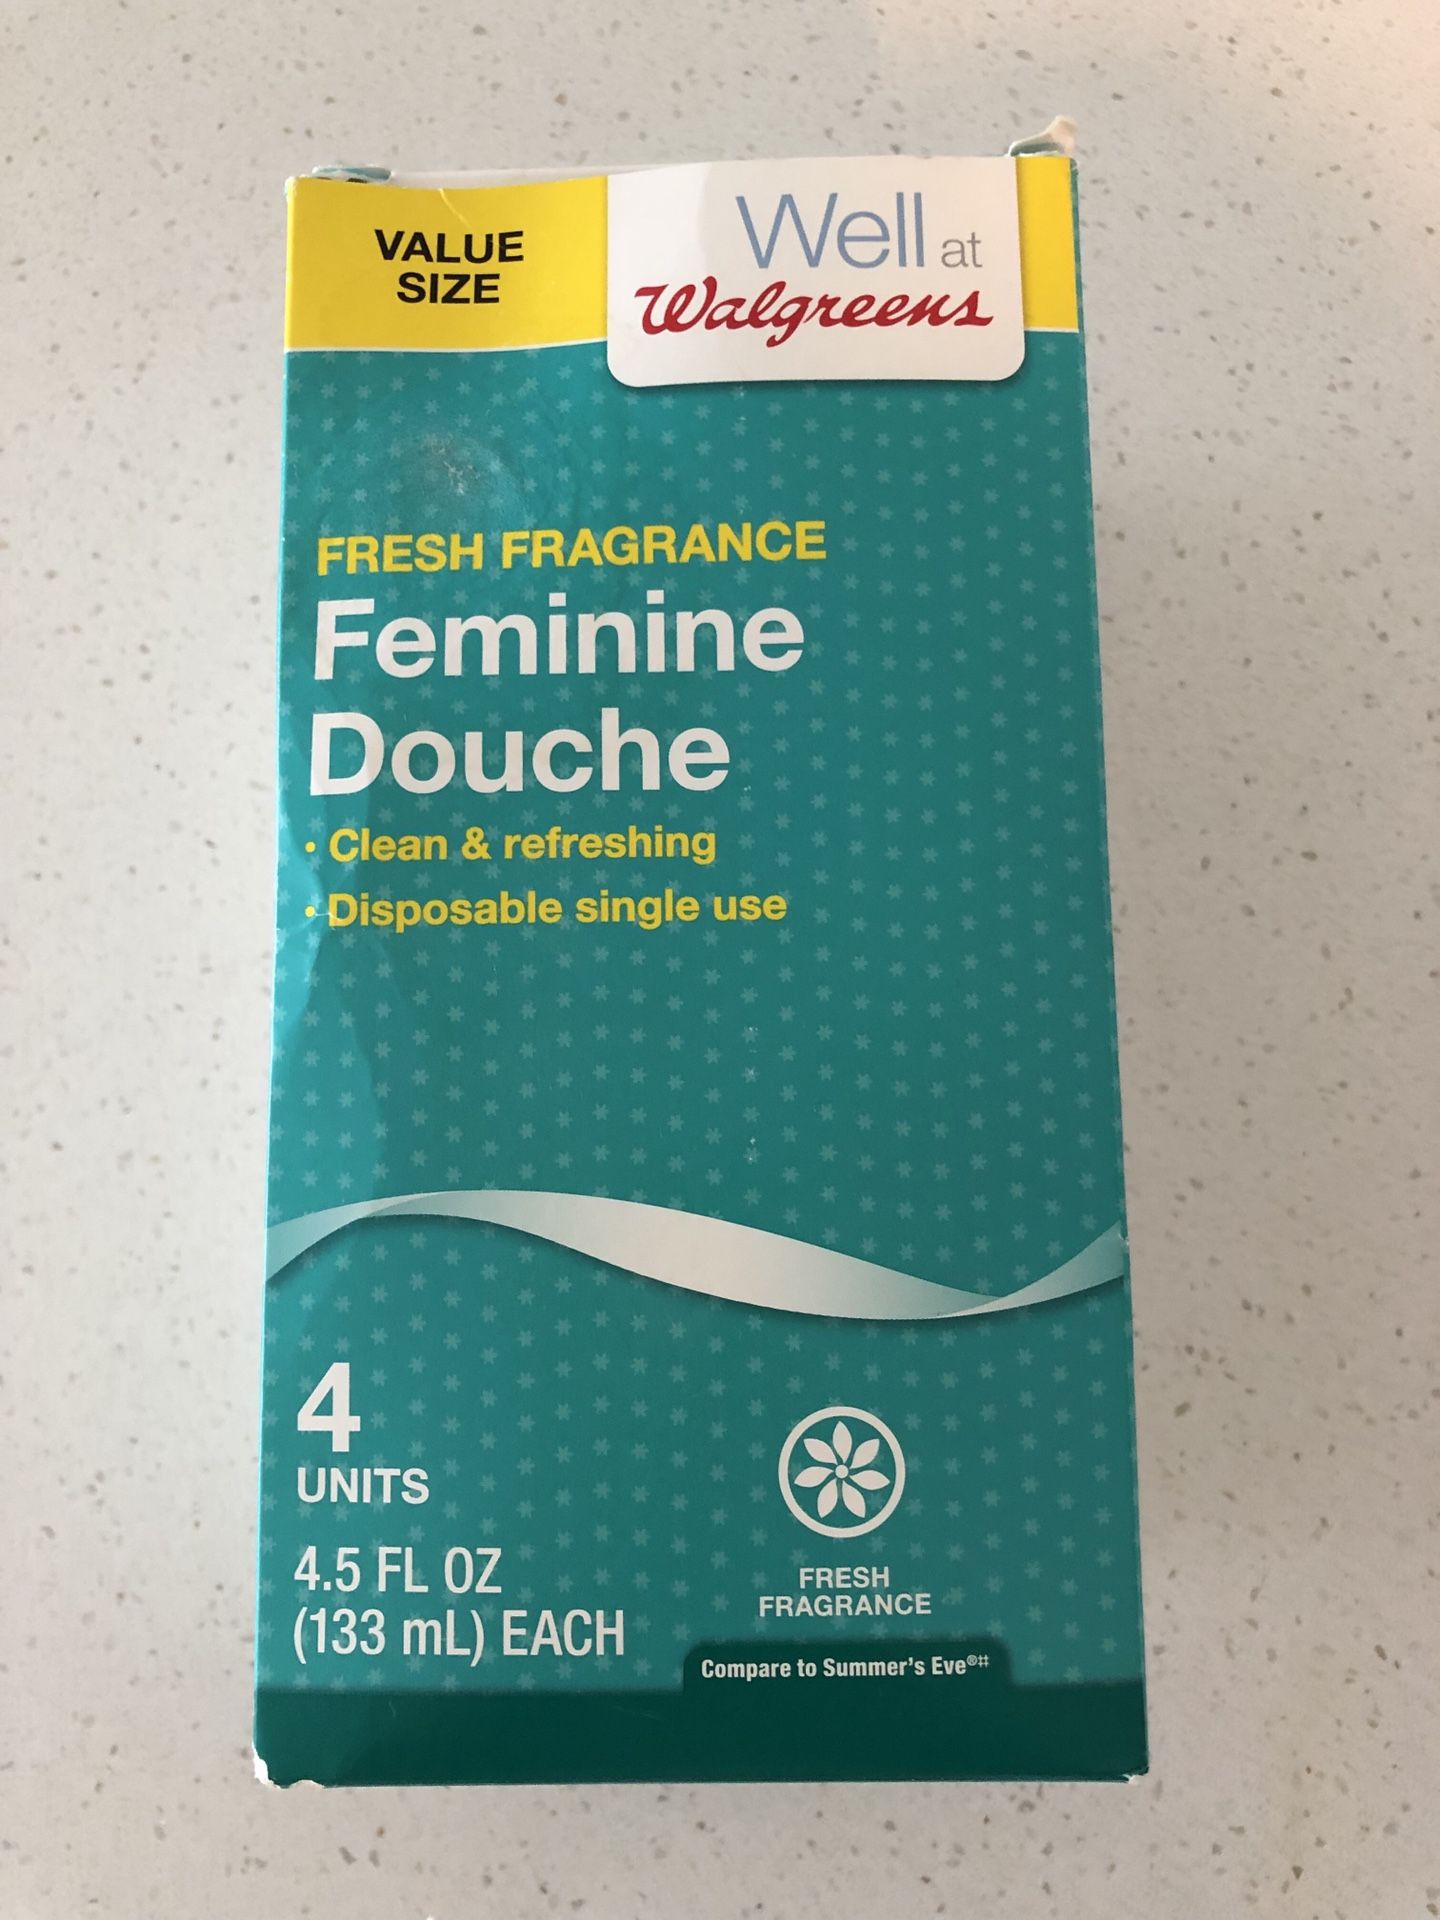 VALUE
SIZE
Well at
Walgreens
FRESH FRAGRANCE
Feminine
Douche
• Clean & refreshing
• Disposable single use
4
UNITS
4.5 FL OZ
(133 mL) EACH
FRESH
FRAGRANCE
Compare to Summer's Eve®‡‡